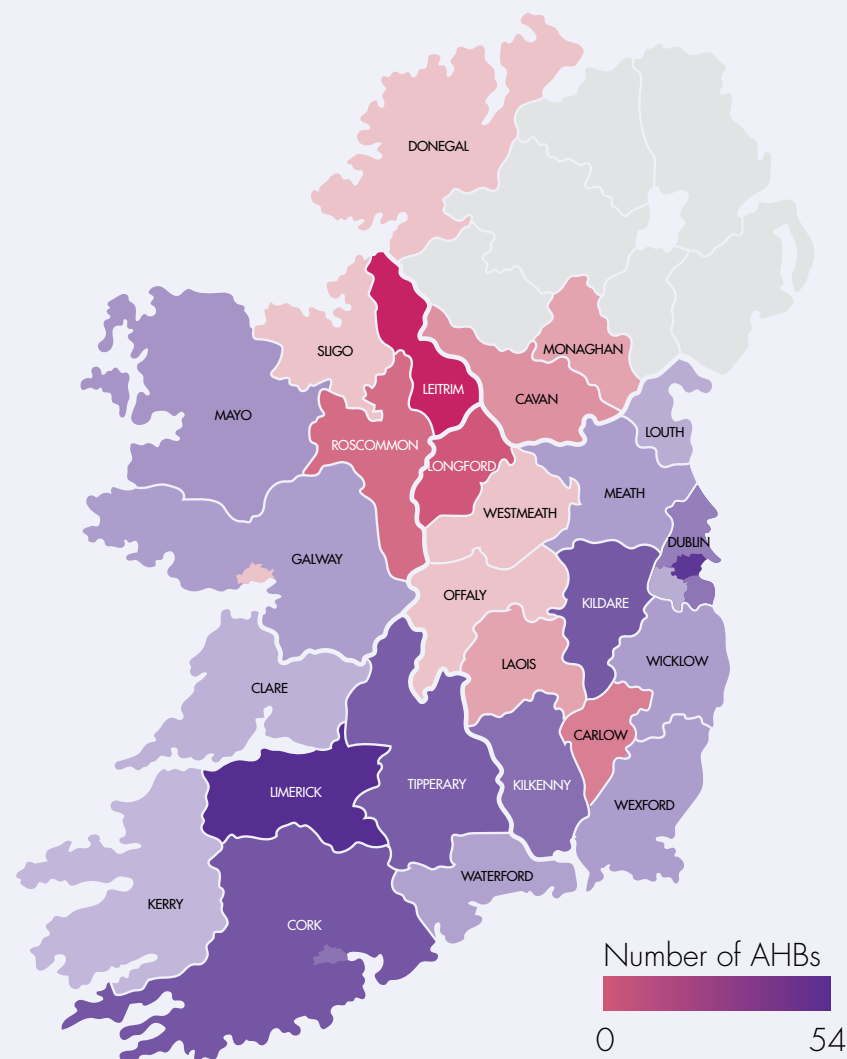 DONEGAL
SLIGO
MONAGHAN
LEITRIM
CAVAN
MAYO
LOUTH
ROSCOMMON
LONGFORD
MEATH
WESTMEATH
DUBLIN
GALWAY
OFFALY
KILDARE
LAOIS
WICKLOW
CLARE
CARLOW
LIMERICK
TIPPERARY
KILKENNY
WEXFORD
WATERFORD
KERRY
CORK
Number of AHBs
0 54